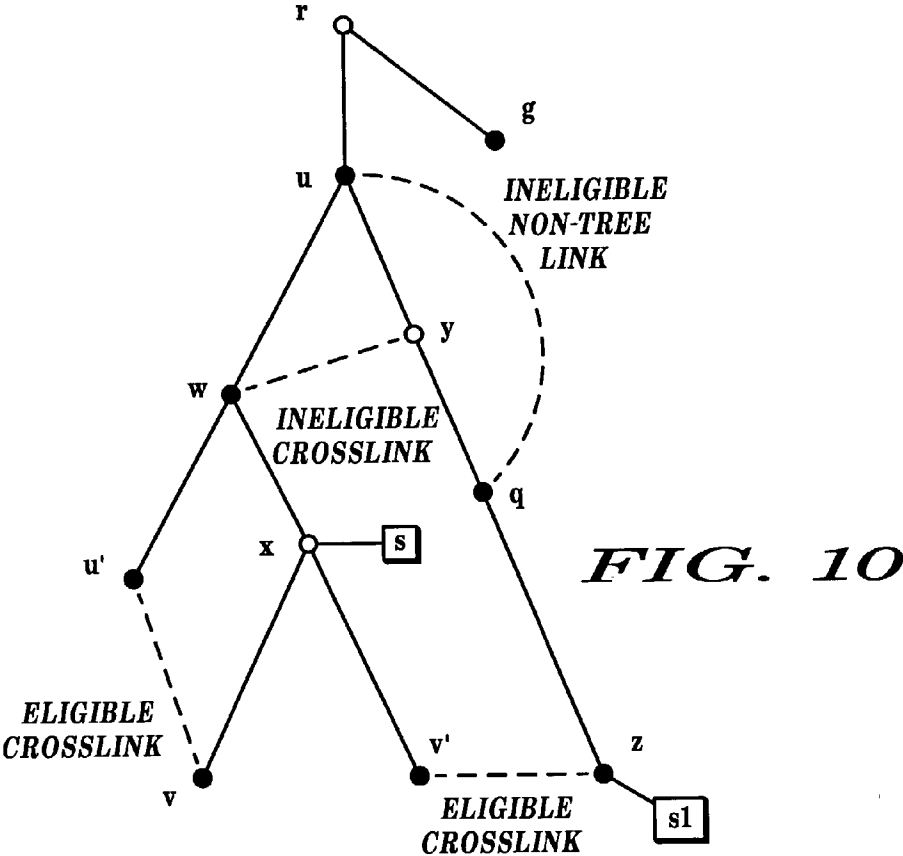 r
g
u
INELIGIBLE
NON-TREE
LINK
y
w
INELIGIBLE
CROSSLINK
q
x
s
u'
FIG. 10
ELIGIBLE
CROSSLINK
v'
z
v
ELIGIBLE
CROSSLINK
s1